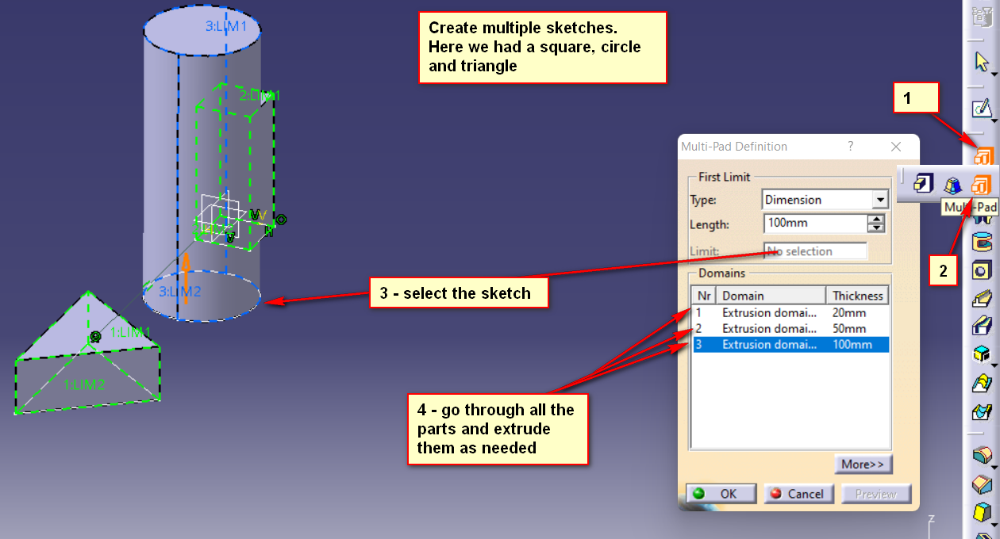 3:LIM1
2:LIM1
3:LIM2
1:LIM1
1:LIM2
Create multiple sketches.
Here we had a square, circle
and triangle
1
Multi-Pad
2
3 - select the sketch
4 - go through all the
parts and extrude
them as needed
Multi-Pad Definition
?
First Limit
Type: Dimension
Length: 100mm
Limit: No selection
Domains
Nr Domain Thickness
1 Extrusion domai... 20mm
2 Extrusion domai... 50mm
3 Extrusion domai... 100mm
More>>
OK Cancel Preview
V
H
z